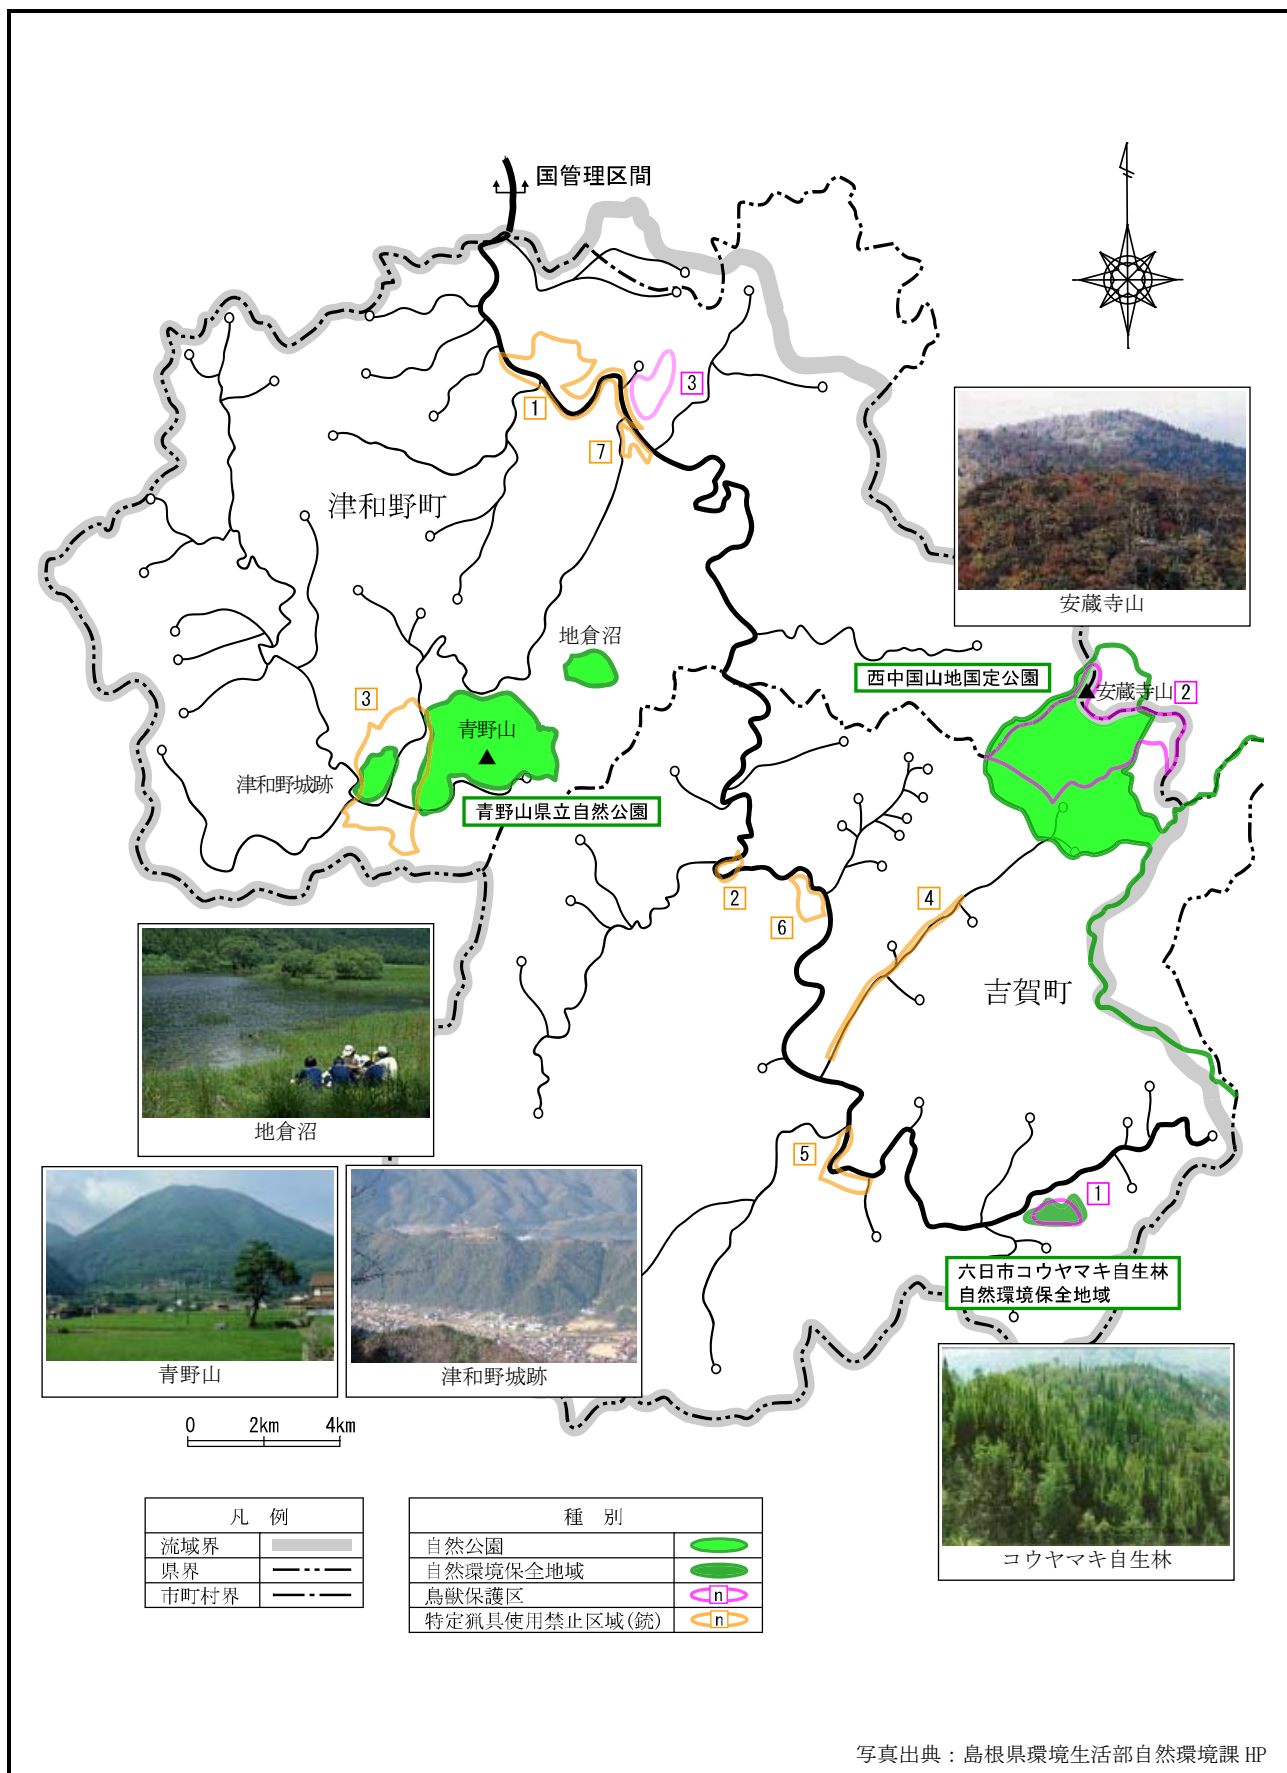 国管理区間
3
1
7
津和野町
安蔵寺山
地倉沼
西中国山地国定公園
安蔵寺山
2
3
青野山
津和野城跡
青野山県立自然公園
2
6
4
吉賀町
地倉沼
5
1
六日市コウヤマキ自生林
自然環境保全地域
青野山
津和野城跡
コウヤマキ自生林
0 2km 4km
凡 例
流域界
県界
市町村界
種 別
自然公園
自然環境保全地域
鳥獣保護区 n
特定猟具使用禁止区域(銃) n
写真出典：島根県環境生活部自然環境課 HP